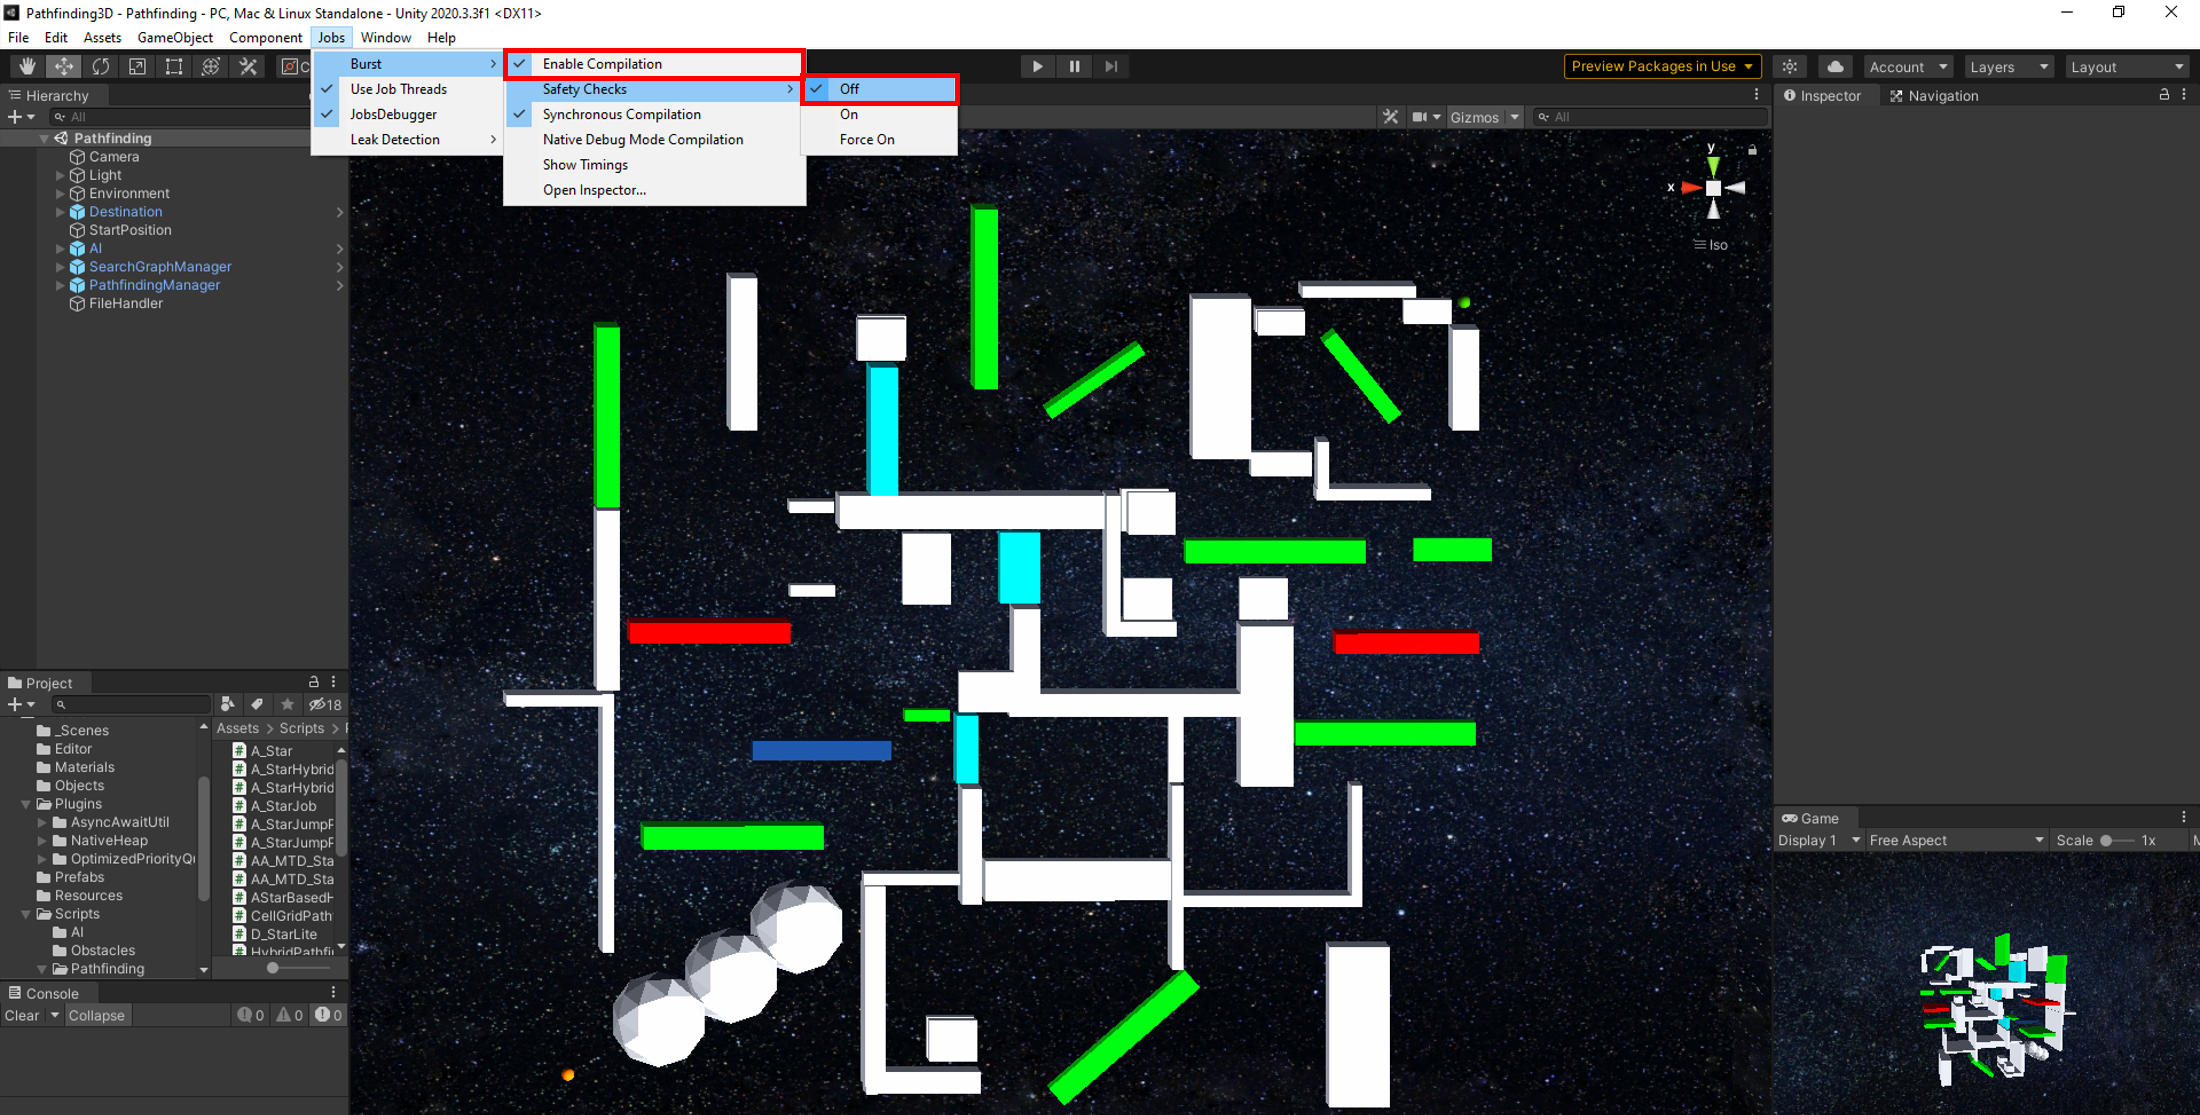 Pathfinding3D - Pathfinding - PC, Mac & Linux Standalone - Unity 2020.3.3f1 <DX11>
File Edit Assets GameObject Component Jobs Window Help
Burst
Use Job Threads
JobsDebugger
Leak Detection
Enable Compilation
Safety Checks
Synchronous Compilation
Native Debug Mode Compilation
Show Timings
Open Inspector...
Off
On
Force On
Preview Packages in Use
Account
Layers
Layout
Hierarchy
All
Pathfinding
Camera
Light
Environment
Destination
StartPosition
AI
SearchGraphManager
PathfindingManager
FileHandler
Gizmos
All
y
x
Iso
Inspector
Navigation
Project
18
_Scenes
Editor
Materials
Objects
Plugins
AsyncAwaitUtil
NativeHeap
OptimizedPriorityQ
Prefabs
Resources
Scripts
AI
Obstacles
Pathfinding
Assets > Scripts >
A_Star
A_StarHybrid
A_StarHybrid
A_StarJob
A_StarJumpF
A_StarJumpF
AA_MTD_Sta
AA_MTD_Sta
AStarBasedH
CellGridPath
D_StarLite
HybridPathfi
Console
Clear Collapse 0 0 0
Game
Display 1 Free Aspect Scale 1x